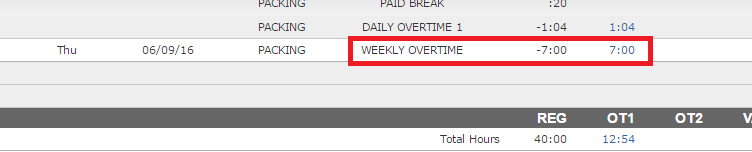 PACKING PAID BREAK :20
PACKING DAILY OVERTIME 1 -1:04 1:04
Thu 06/09/16 PACKING WEEKLY OVERTIME -7:00 7:00
REG OT1 OT2
Total Hours 40:00 12:54